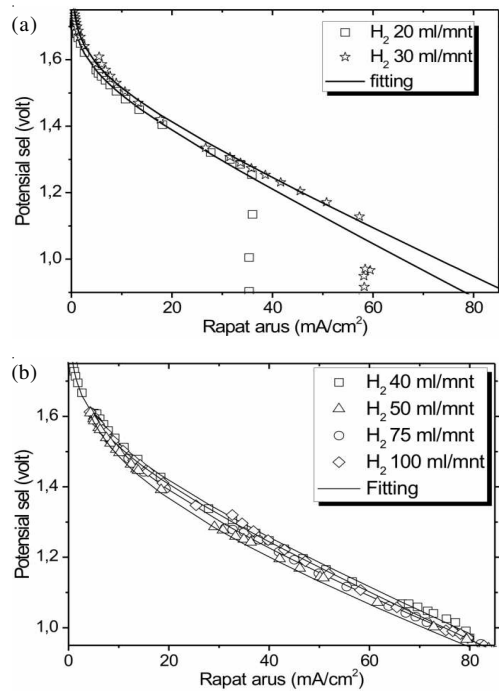 (a)
1,6
1,4
1,2
1,0
Potensial sel (volt)
H2 20 ml/mnt
H2 30 ml/mnt
fitting
0
20
40
60
80
Rapat arus (mA/cm²)
(b)
1,6
1,4
1,2
1,0
Potensial sel (volt)
H2 40 ml/mnt
H2 50 ml/mnt
H2 75 ml/mnt
H2 100 ml/mnt
Fitting
0
20
40
60
80
Rapat arus (mA/cm²)